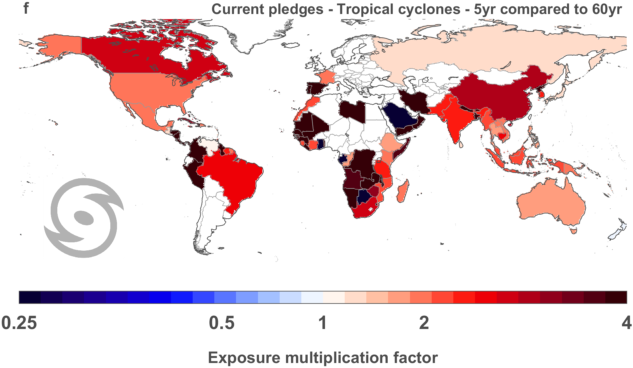 f Current pledges - Tropical cyclones - 5yr compared to 60yr
0.25 0.5 1 2 4
Exposure multiplication factor